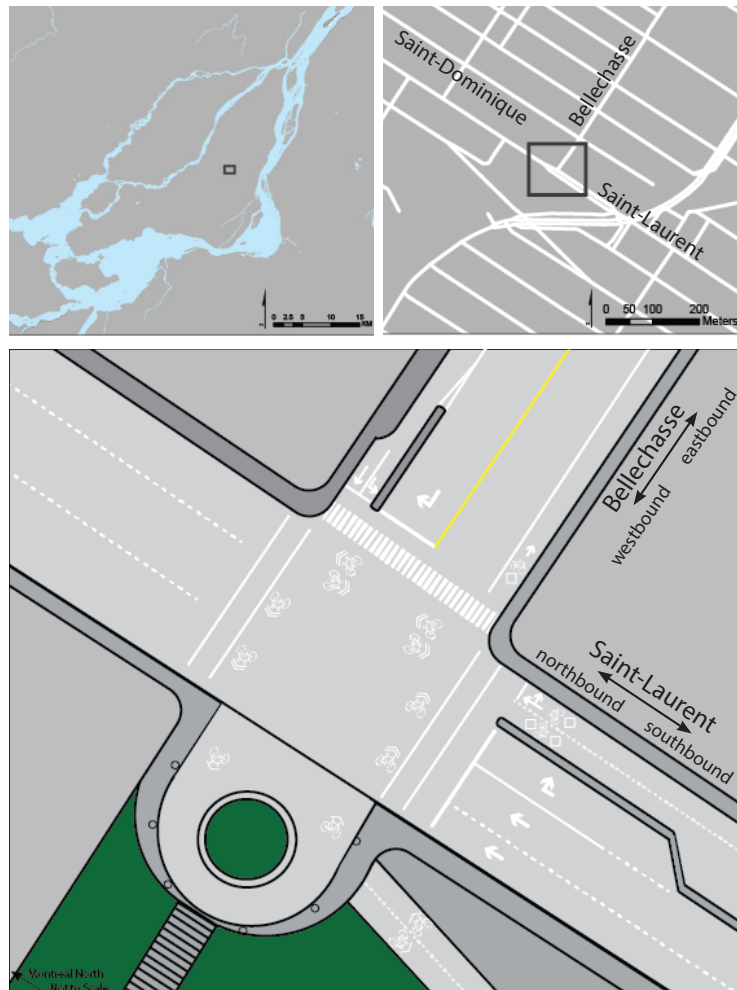 0 2.5 5 10 15
KM
Saint-Dominique
Bellechasse
Saint-Laurent
0 50 100 200
Meters
Bellechasse
eastbound
westbound
Saint-Laurent
northbound
southbound
Montreal North
Not to Scale